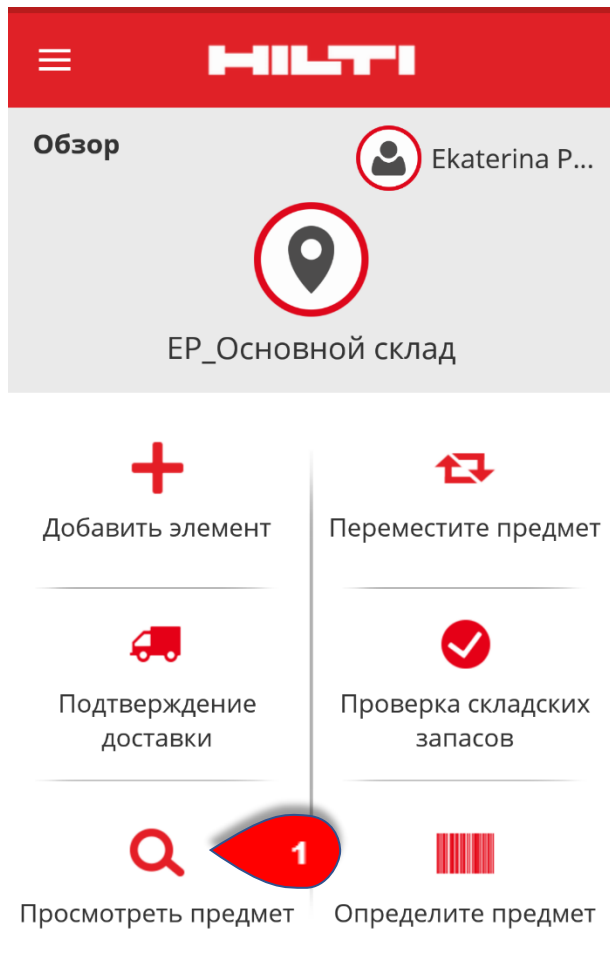 HILTI
Обзор
Ekaterina P...
EP_Основной склад
Добавить элемент
Переместите предмет
Подтверждение
доставки
Проверка складских
запасов
1
Просмотреть предмет
Определите предмет